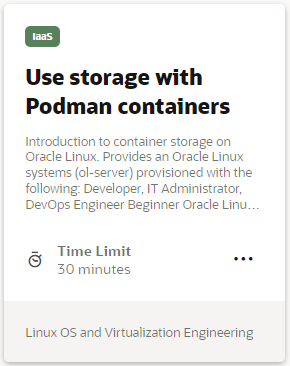 IaaS
Use storage with
Podman containers
Introduction to container storage on
Oracle Linux. Provides an Oracle Linux
systems (ol-server) provisioned with the
following: Developer, IT Administrator,
DevOps Engineer Beginner Oracle Linu...
Time Limit
30 minutes
Linux OS and Virtualization Engineering